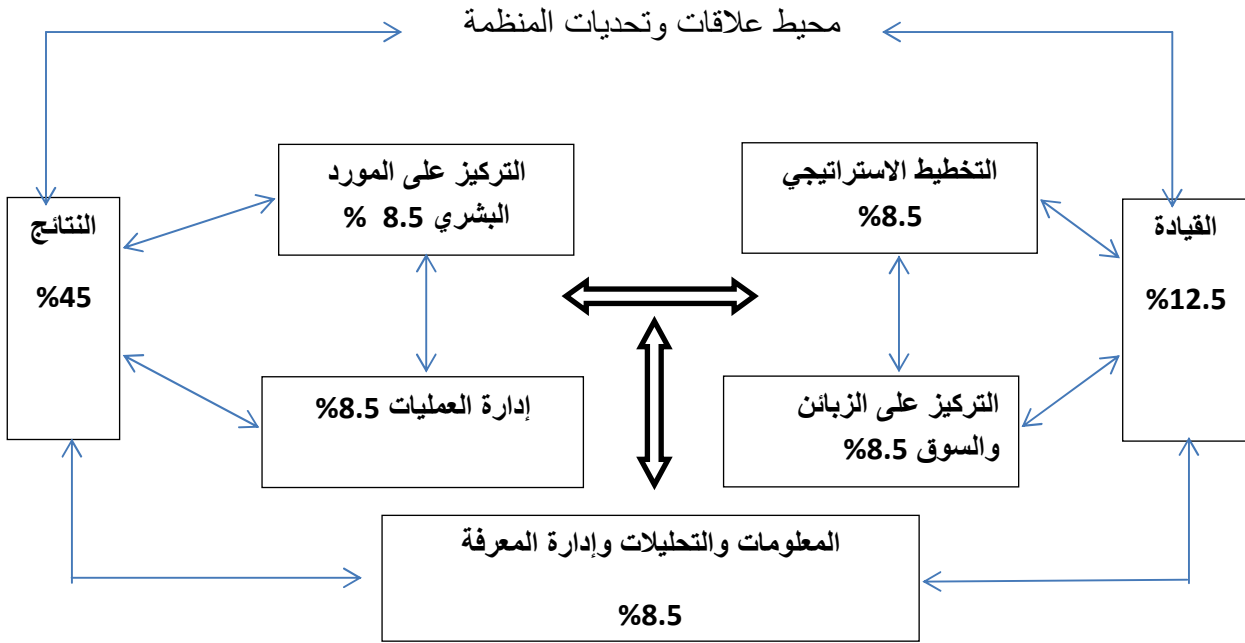 محيط علاقات وتحديات المنظمة
التخطيط الاستراتيجي
%8.5
التركيز على المورد
البشري 8.5 %
القيادة
%12.5
النتائج
%45
التركيز على الزبائن
والسوق 8.5%
إدارة العمليات 8.5%
المعلومات والتحليلات وإدارة المعرفة
%8.5